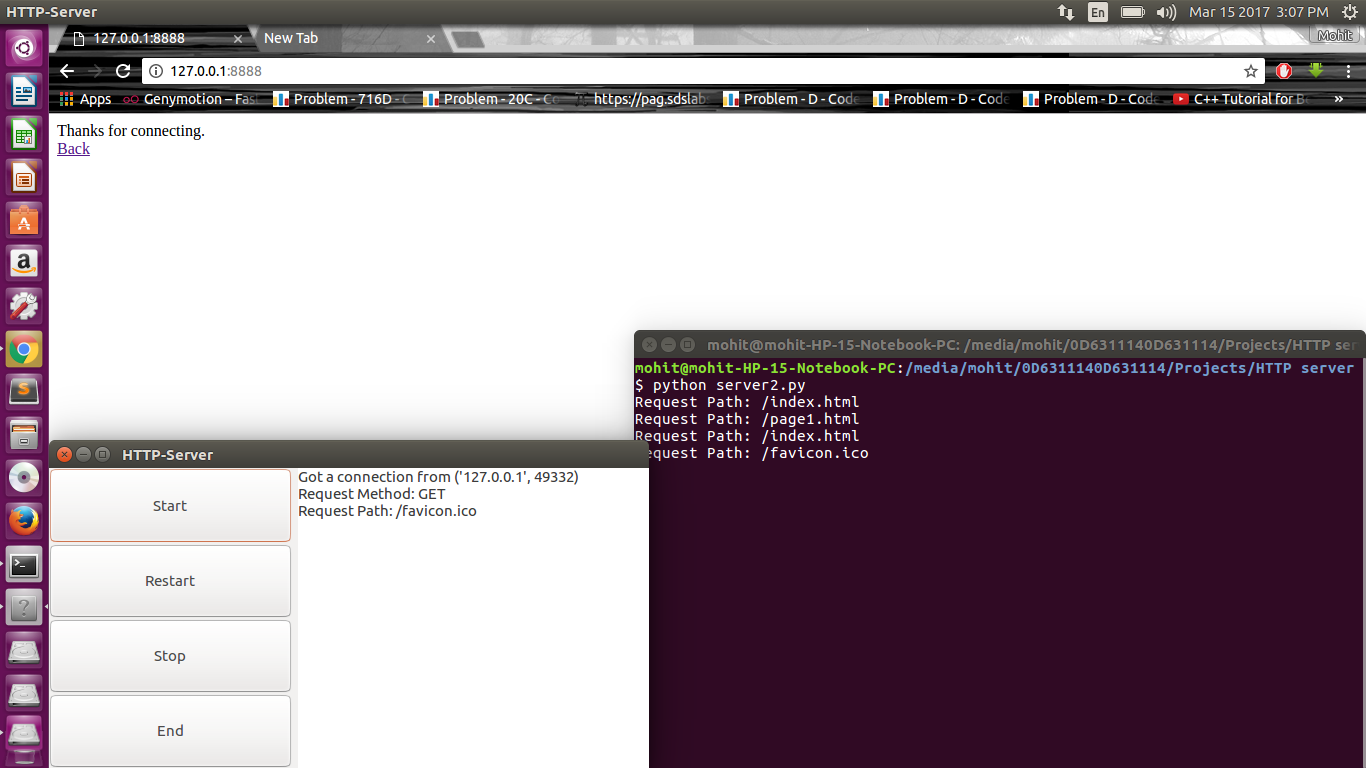 HTTP-Server
En
Mar 15 2017 3:07 PM
127.0.0.1:8888
New Tab
Mohit
127.0.0.1:8888
Apps
Genymotion – Fas
Problem - 716D - C
Problem - 20C - Co
https://pag.sdslab
Problem - D - Code
Problem - D - Code
Problem - D - Code
C++ Tutorial for Be
»
Thanks for connecting.
Back
mohit@mohit-HP-15-Notebook-PC: /media/mohit/0D6311140D631114/Projects/HTTP ser
mohit@mohit-HP-15-Notebook-PC:/media/mohit/0D6311140D631114/Projects/HTTP server
$ python server2.py
Request Path: /index.html
Request Path: /page1.html
Request Path: /index.html
equest Path: /favicon.ico
HTTP-Server
Start
Restart
Stop
End
Got a connection from ('127.0.0.1', 49332)
Request Method: GET
Request Path: /favicon.ico